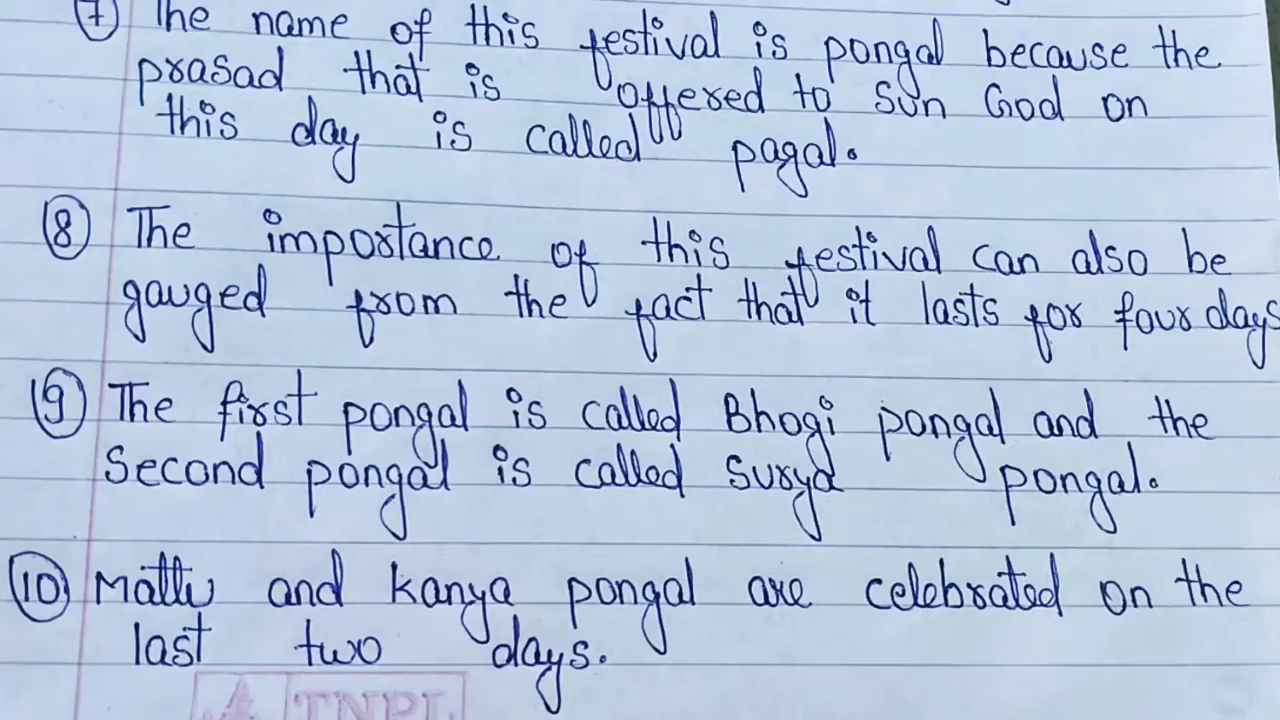 7 The name of this festival is pongal because the
prasad that is offered to Sun God on
this day is called pagal.
8 The importance of this festival can also be
gauged from the fact that it lasts for four days
9 The first pongal is called Bhogi pongal and the
Second pongal is called Surya pongal.
10 Mattu and Kanya pongal are celebrated on the
last two days.
TNPL